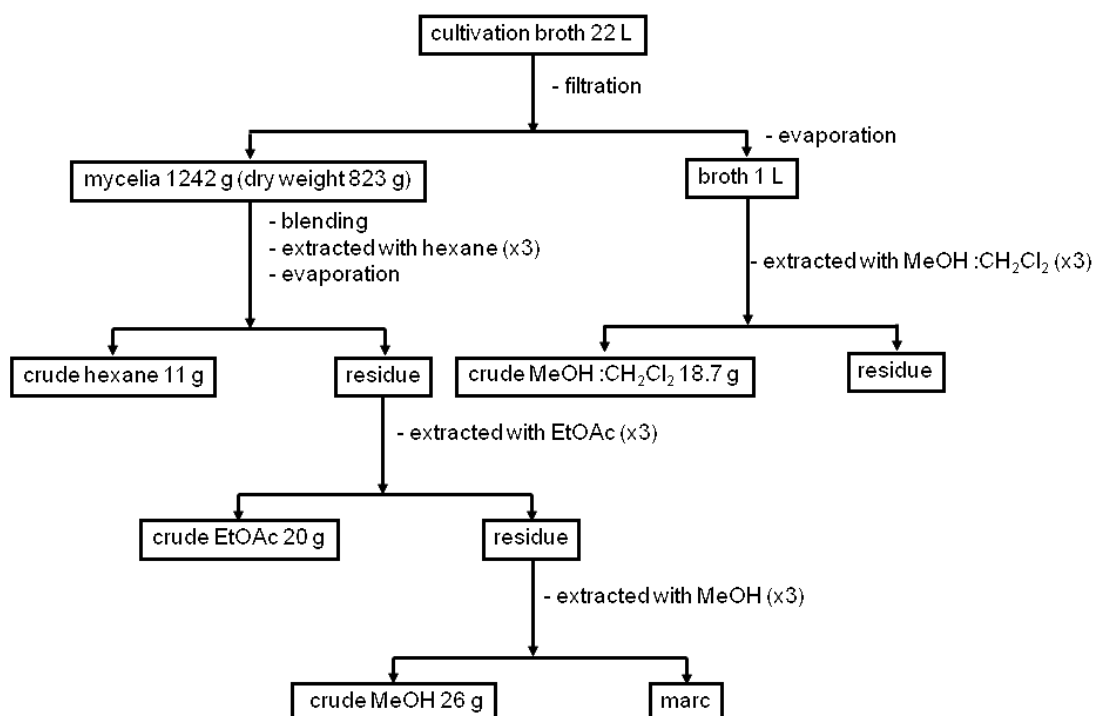 cultivation broth 22 L
- filtration
- evaporation
mycelia 1242 g (dry weight 823 g)
broth 1 L
- blending
- extracted with hexane (x3)
- evaporation
- extracted with MeOH :CH₂Cl₂ (x3)
crude hexane 11 g
residue
crude MeOH :CH₂Cl₂ 18.7 g
residue
- extracted with EtOAc (x3)
crude EtOAc 20 g
residue
- extracted with MeOH (x3)
crude MeOH 26 g
marc